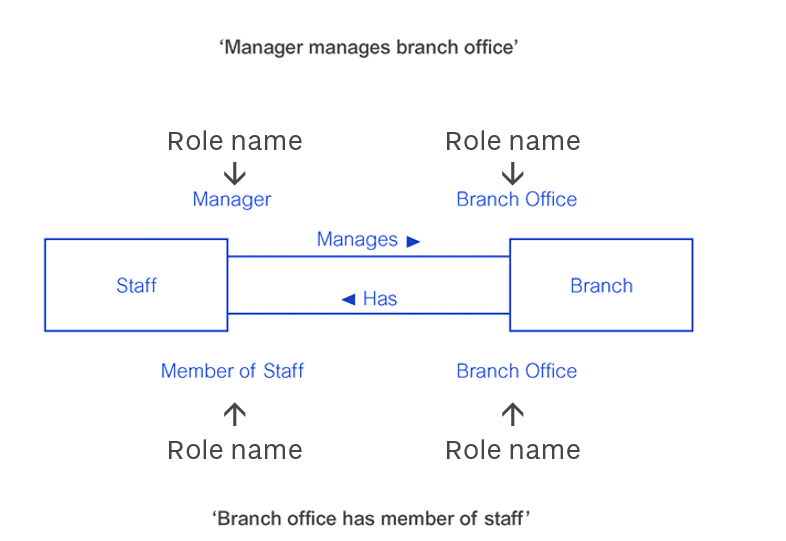 ‘Manager manages branch office’
Role name
Role name
Manager
Branch Office
Manages ►
Staff
Branch
◄ Has
Member of Staff
Branch Office
Role name
Role name
‘Branch office has member of staff’